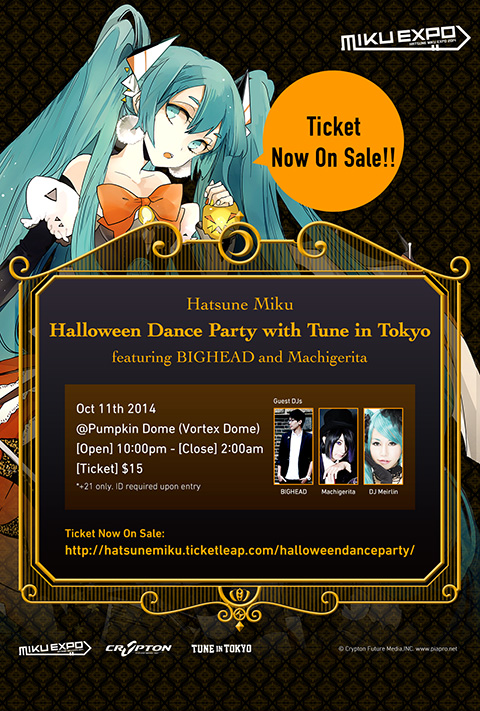 MIKU EXPO
HATSUNE MIKU EXPO 2014
Ticket
Now On Sale!!
Hatsune Miku
Halloween Dance Party with Tune in Tokyo
featuring BIGHEAD and Machigerita
Oct 11th 2014
@Pumpkin Dome (Vortex Dome)
[Open] 10:00pm - [Close] 2:00am
[Ticket] $15
*+21 only. ID required upon entry
Guest DJs
BIGHEAD Machigerita DJ Meirlin
Ticket Now On Sale:
http://hatsunemiku.ticketleap.com/halloweendanceparty/
MIKU EXPO CRYPTON TUNE IN TOKYO
© Crypton Future Media,INC. www.piapro.net